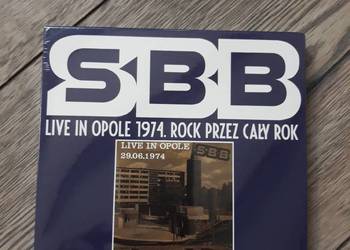 SBB
LIVE IN OPOLE 1974. ROCK PRZEZ CAŁY ROK
LIVE IN OPOLE
29.06.1974
SBB